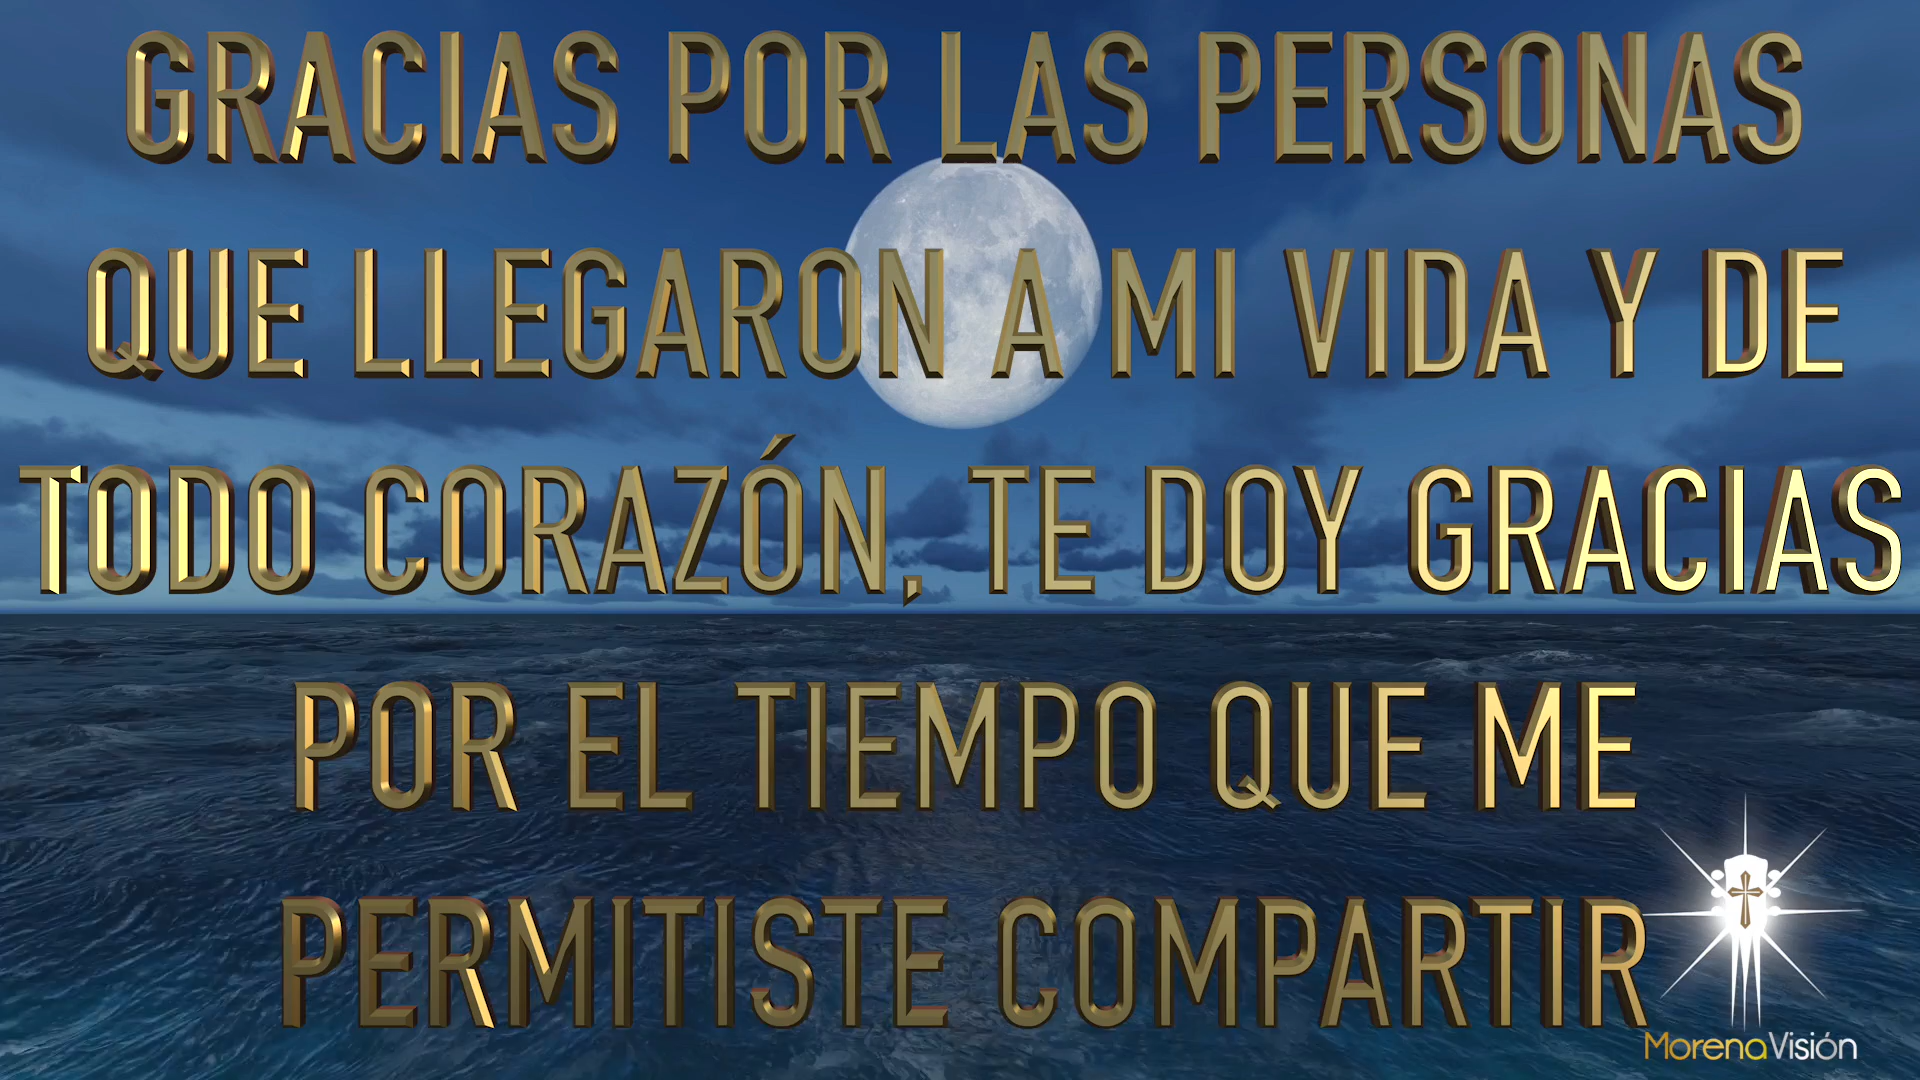 GRACIAS POR LAS PERSONAS
QUE LLEGARON A MI VIDA Y DE
TODO CORAZÓN, TE DOY GRACIAS
POR EL TIEMPO QUE ME
PERMITISTE COMPARTIR
MorenaVisión